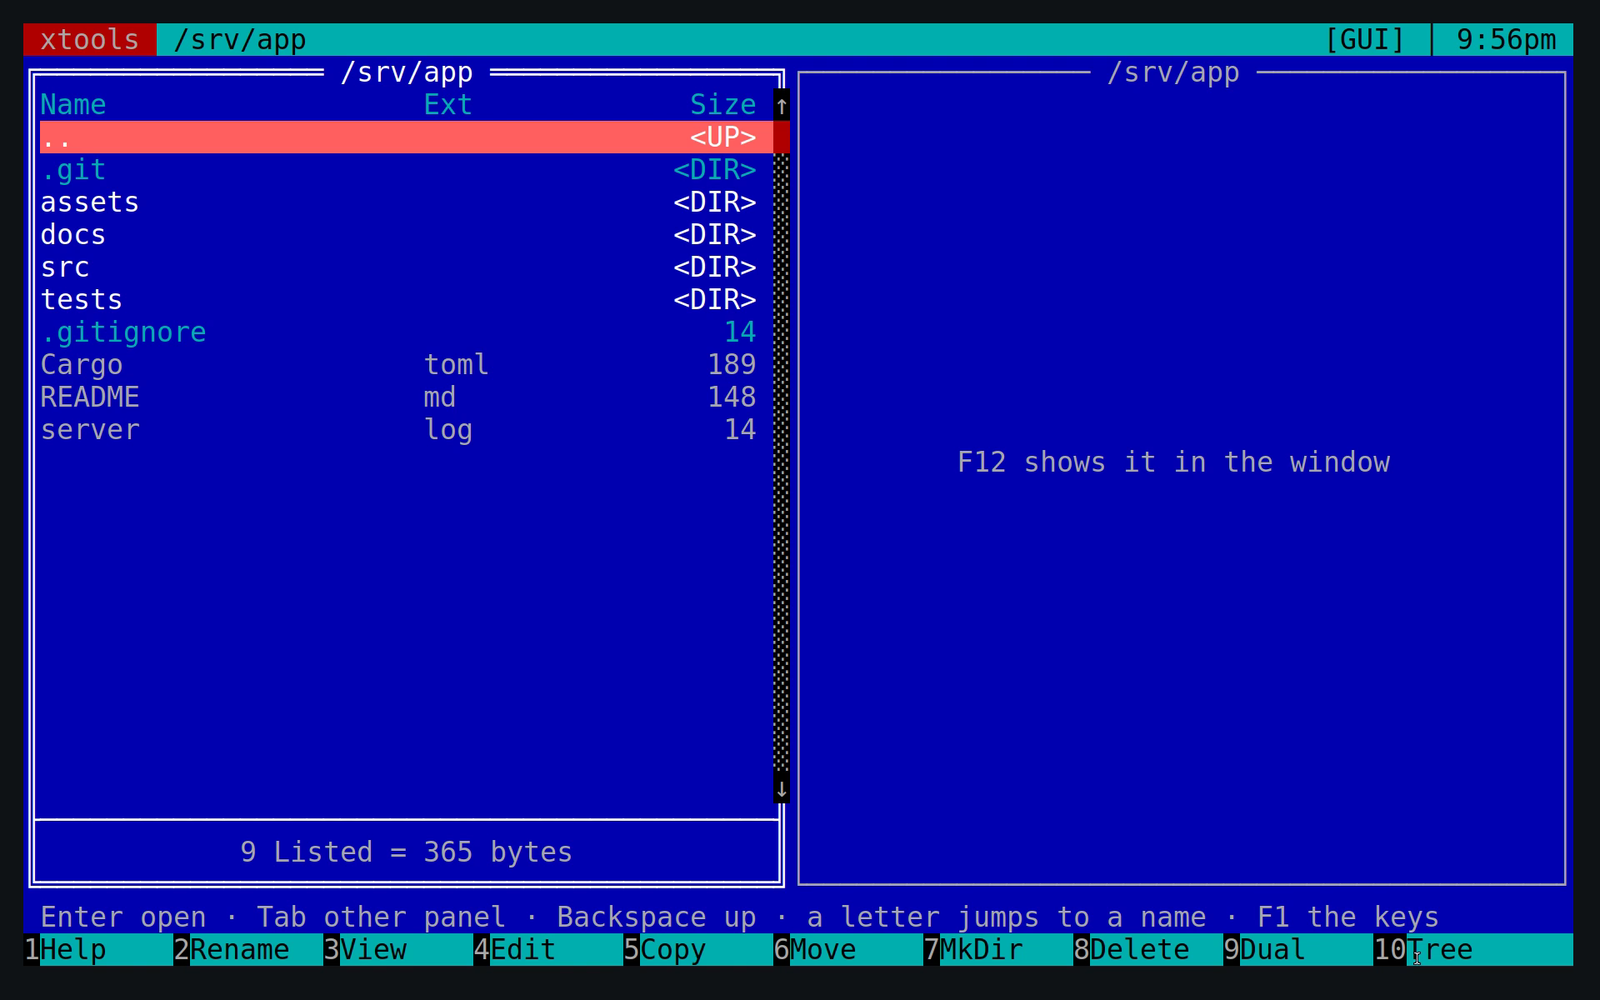 xtools /srv/app [GUI] │ 9:56pm
/srv/app
Name Ext Size ↑
.. <UP>
.git <DIR>
assets <DIR>
docs <DIR>
src <DIR>
tests <DIR>
.gitignore 14
Cargo toml 189
README md 148
server log 14
↓
9 Listed = 365 bytes
/srv/app
F12 shows it in the window
Enter open · Tab other panel · Backspace up · a letter jumps to a name · F1 the keys
1Help 2Rename 3View 4Edit 5Copy 6Move 7MkDir 8Delete 9Dual 10Tree